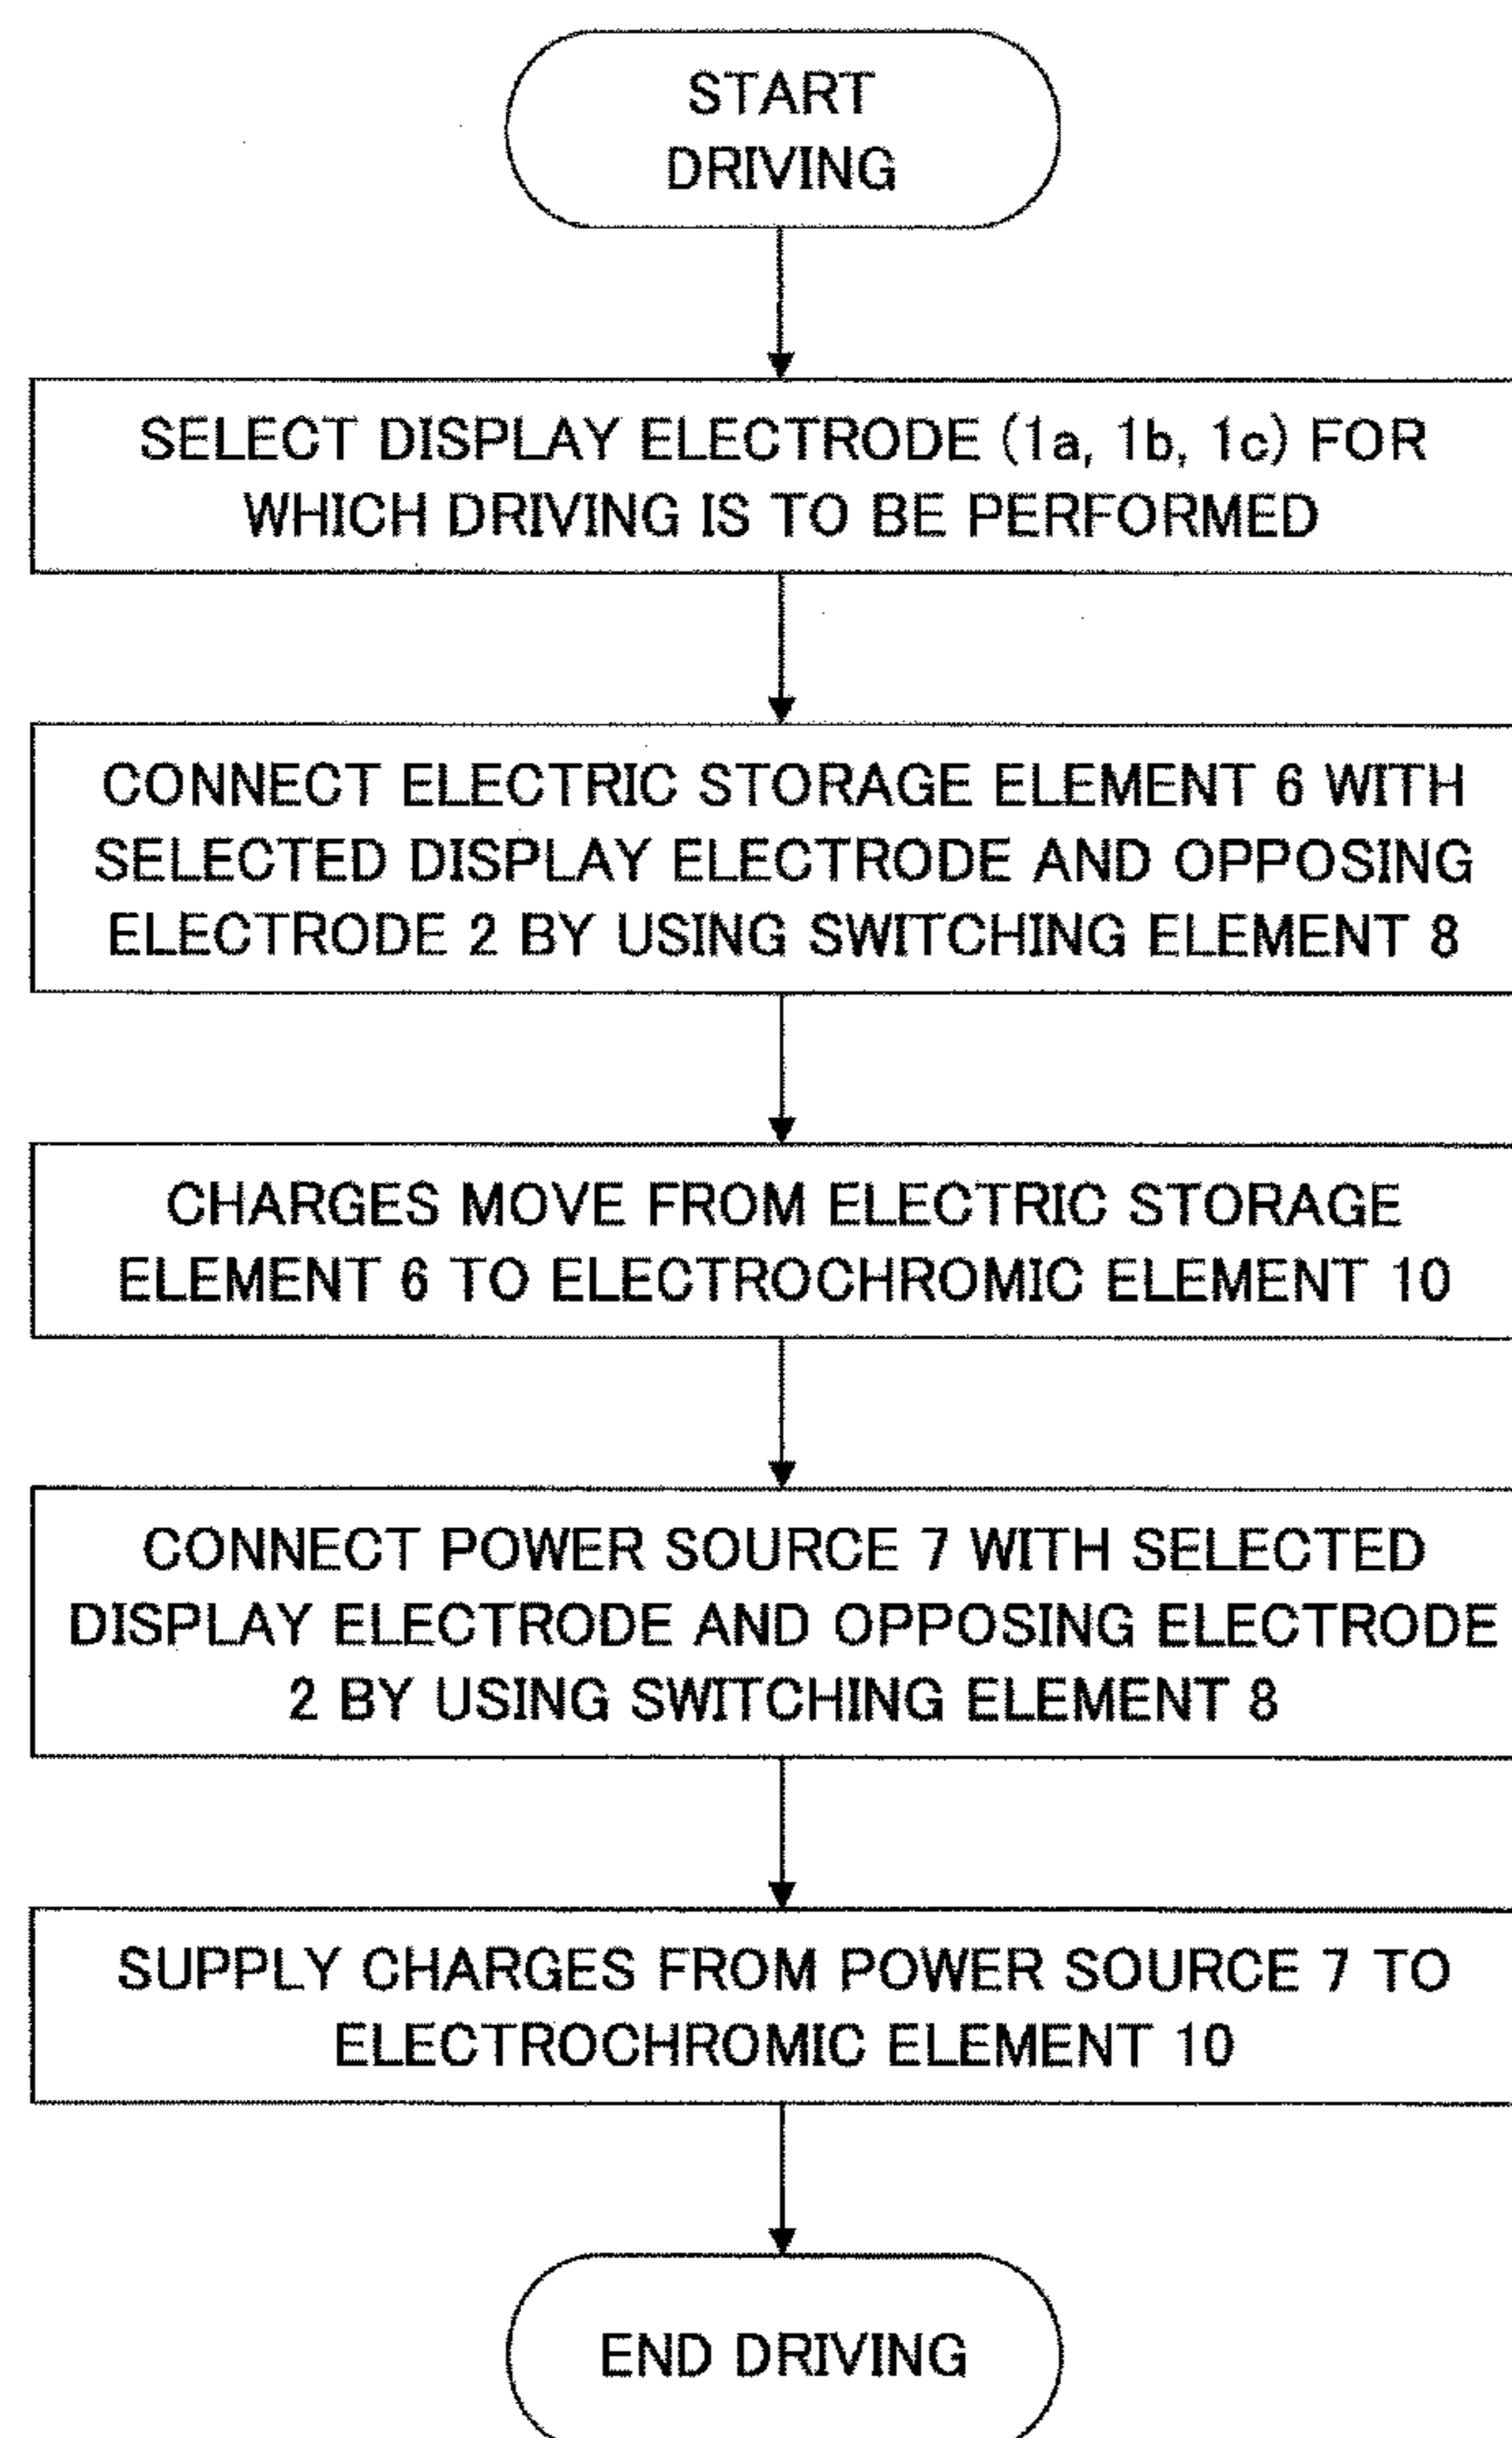 START
DRIVING
SELECT DISPLAY ELECTRODE (1a, 1b, 1c) FOR
WHICH DRIVING IS TO BE PERFORMED
CONNECT ELECTRIC STORAGE ELEMENT 6 WITH
SELECTED DISPLAY ELECTRODE AND OPPOSING
ELECTRODE 2 BY USING SWITCHING ELEMENT 8
CHARGES MOVE FROM ELECTRIC STORAGE
ELEMENT 6 TO ELECTROCHROMIC ELEMENT 10
CONNECT POWER SOURCE 7 WITH SELECTED
DISPLAY ELECTRODE AND OPPOSING ELECTRODE
2 BY USING SWITCHING ELEMENT 8
SUPPLY CHARGES FROM POWER SOURCE 7 TO
ELECTROCHROMIC ELEMENT 10
END DRIVING